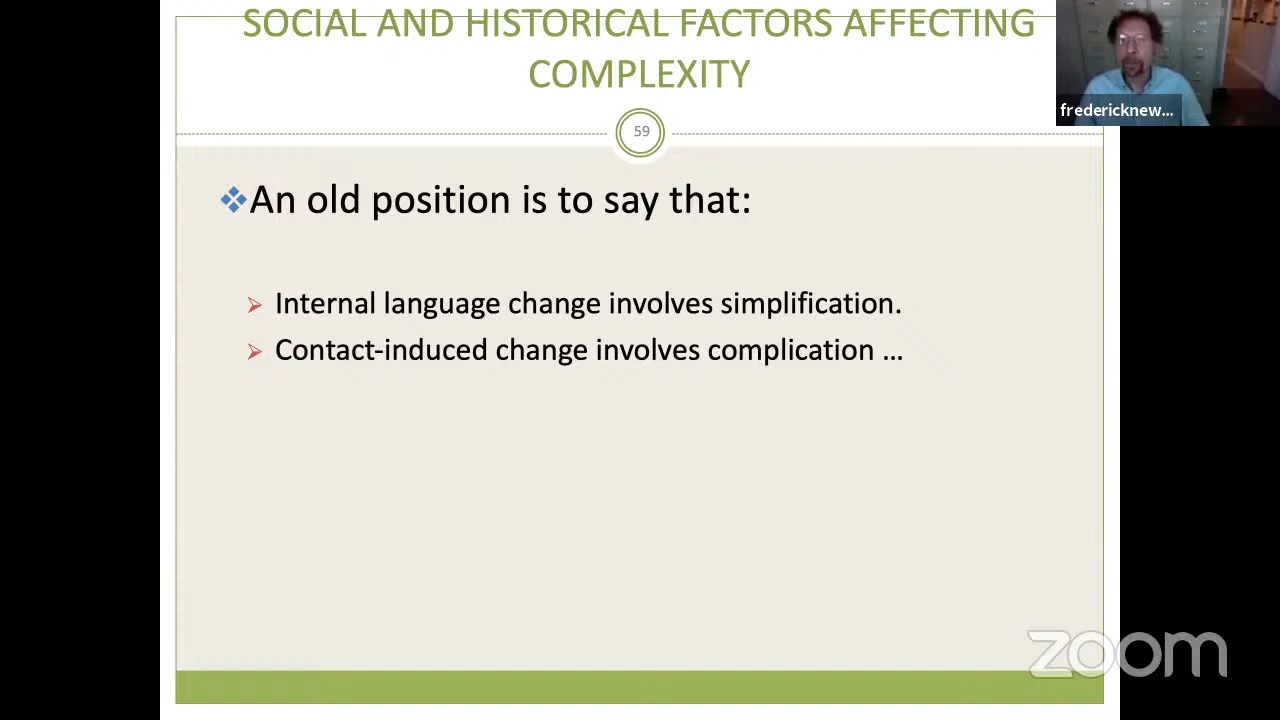 SOCIAL AND HISTORICAL FACTORS AFFECTING
COMPLEXITY
fredericknew...
59
❖An old position is to say that:
➢ Internal language change involves simplification.
➢ Contact-induced change involves complication …
zoom